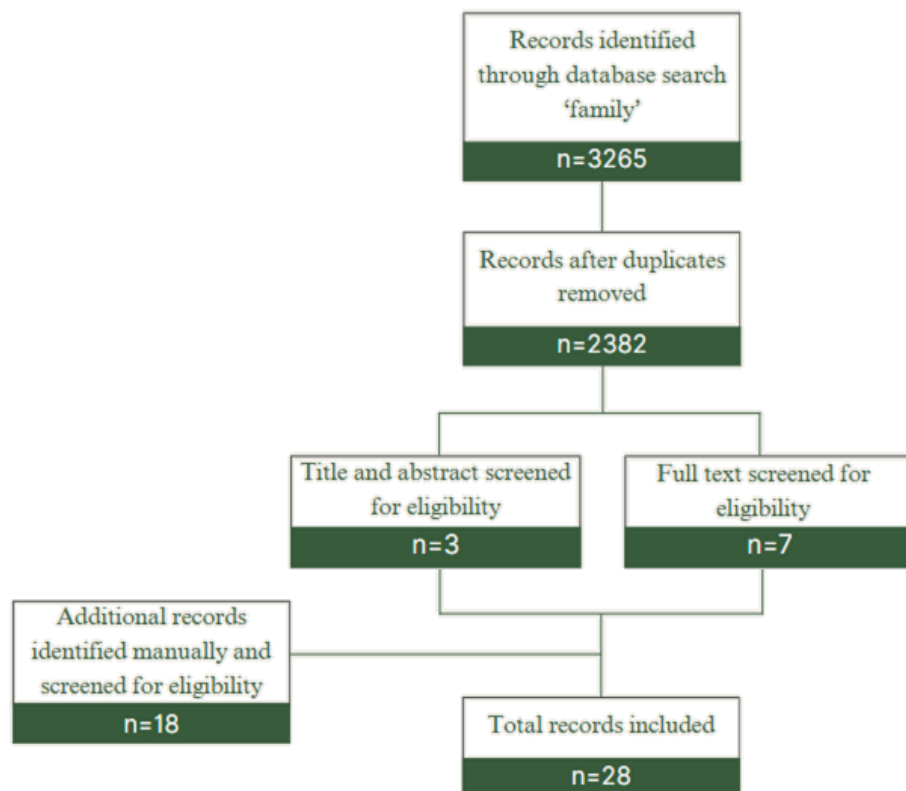 Records identified
through database search
‘family’
n=3265
Records after duplicates
removed
n=2382
Title and abstract screened
for eligibility
n=3
Full text screened for
eligibility
n=7
Additional records
identified manually and
screened for eligibility
n=18
Total records included
n=28